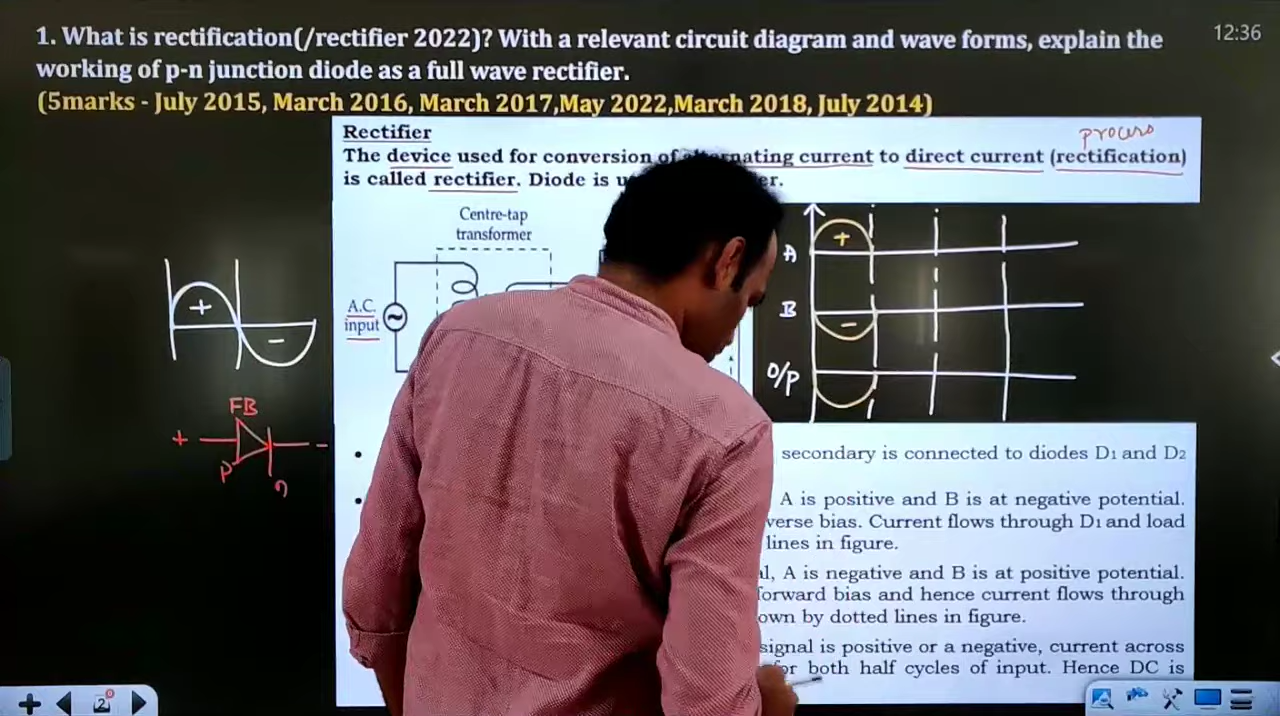 12:36
1. What is rectification(/rectifier 2022)? With a relevant circuit diagram and wave forms, explain the
working of p-n junction diode as a full wave rectifier.
(5marks - July 2015, March 2016, March 2017,May 2022,March 2018, July 2014)
Rectifier
process
The device used for conversion of alternating current to direct current (rectification)
is called rectifier. Diode is
Centre-tap
transformer
A.C.
input
+
-
FB
+
-
P
n
A
+
B
-
O/P
secondary is connected to diodes D1 and D2
A is positive and B is at negative potential.
verse bias. Current flows through D1 and load
lines in figure.
A is negative and B is at positive potential.
forward bias and hence current flows through
own by dotted lines in figure.
signal is positive or a negative, current across
for both half cycles of input. Hence DC is
2